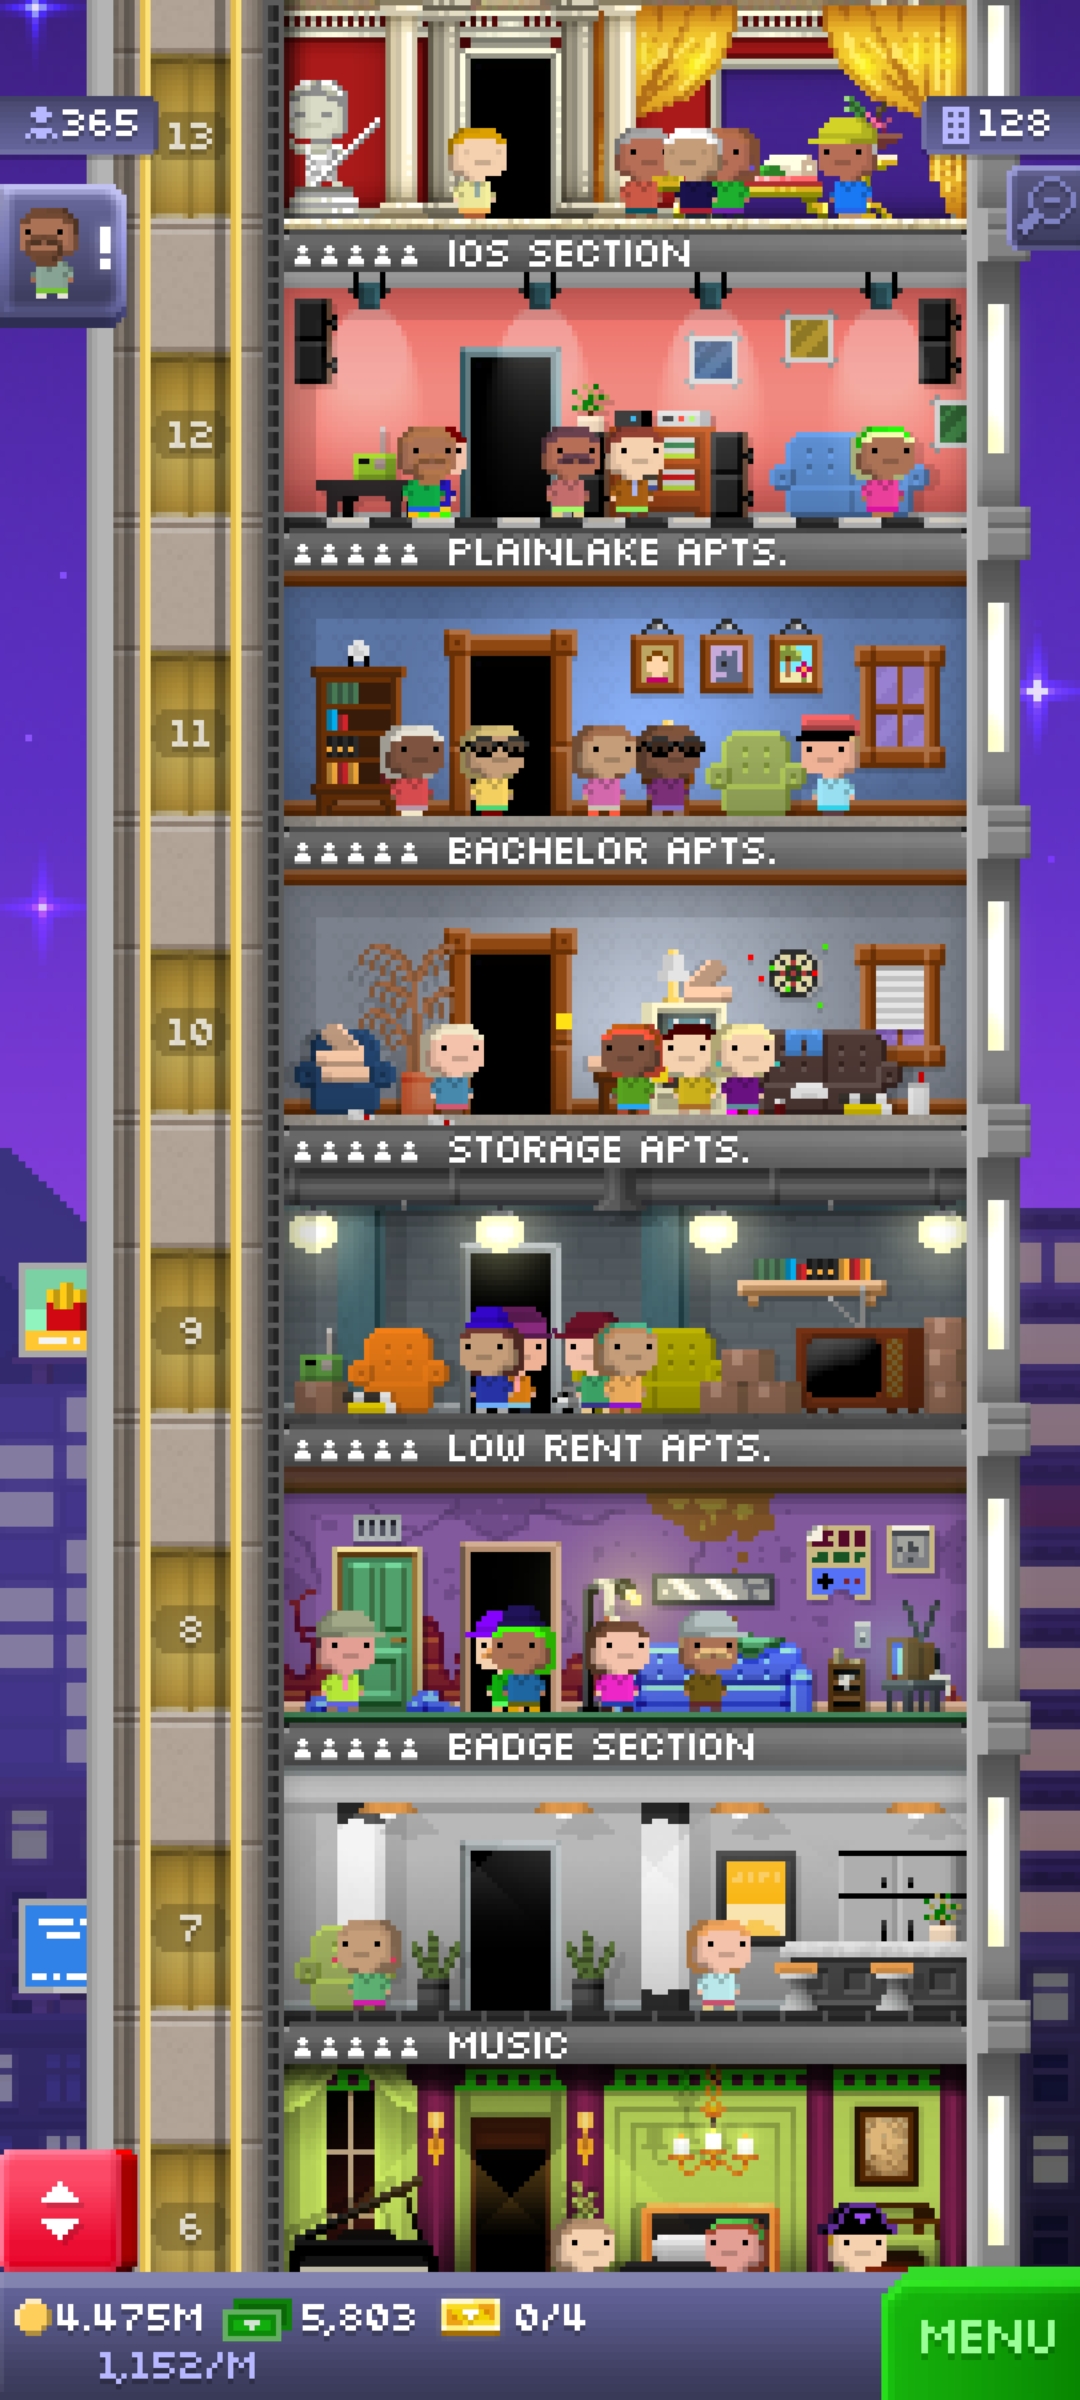 365
13
128
!
IOS SECTION
12
PLAINLAKE APTS.
11
BACHELOR APTS.
10
STORAGE APTS.
9
LOW RENT APTS.
8
BADGE SECTION
7
MUSIC
6
4.475M 5,803 0/4
1,152/M
MENU